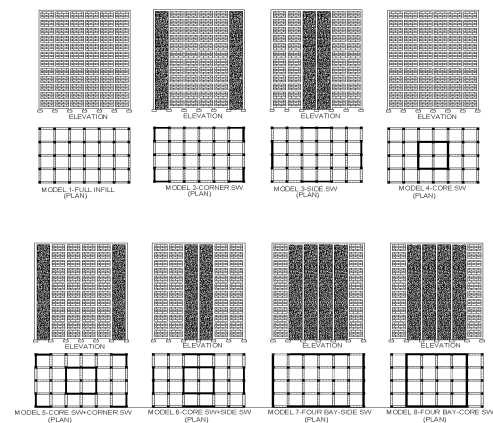 ELEVATION
ELEVATION
ELEVATION
ELEVATION
MODEL 1-FULL INFILL
(PLAN)
MODEL 2-CORNER.SW
(PLAN)
MODEL 3-SIDE SW
(PLAN)
MODEL 4-CORE.SW
(PLAN)
ELEVATION
ELEVATION
ELEVATION
ELEVATION
MODEL 5-CORE.SW+CORNER.SW
(PLAN)
MODEL 6-CORE SW+SIDE SW
(PLAN)
MODEL 7-FOUR BAY-SIDE SW
(PLAN)
MODEL 8-FOUR BAY-CORE SW
(PLAN)